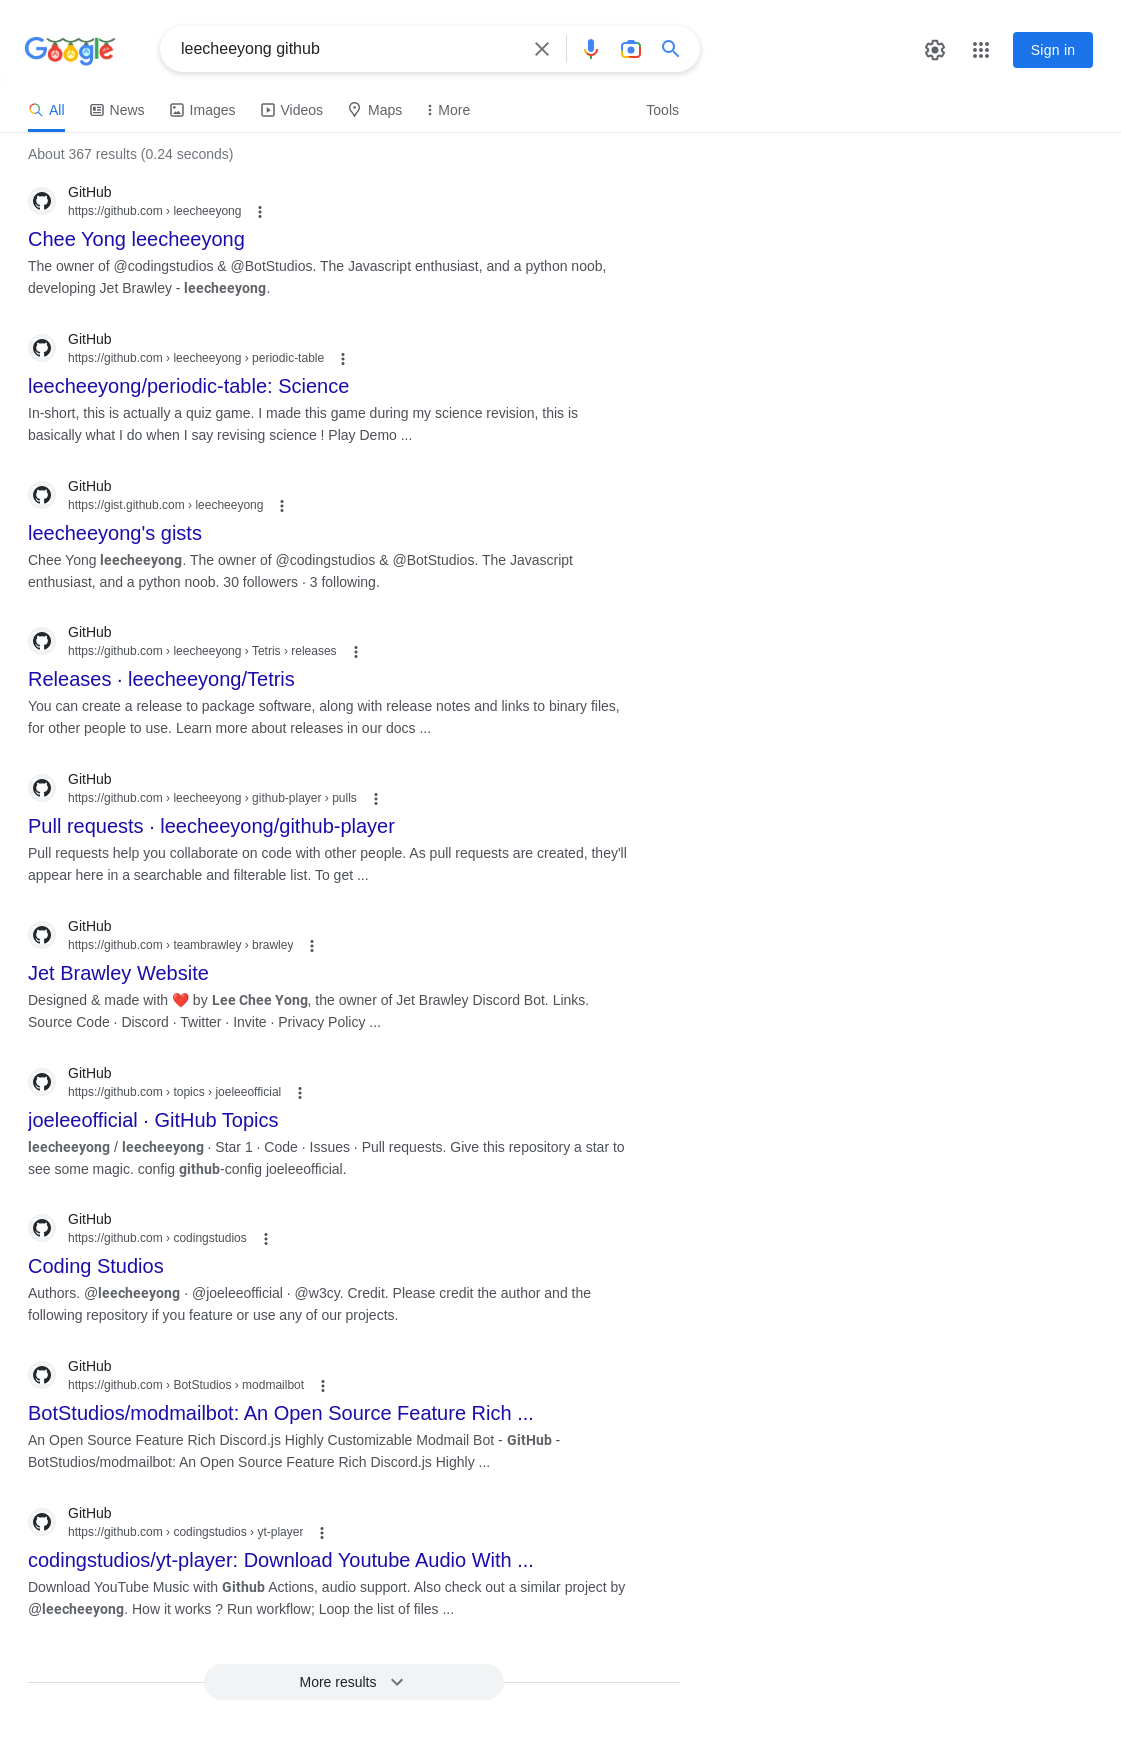 Google
leecheeyong github
Sign in
All
News
Images
Videos
Maps
More
Tools
About 367 results (0.24 seconds)
GitHub
https://github.com › leecheeyong
Chee Yong leecheeyong
The owner of @codingstudios & @BotStudios. The Javascript enthusiast, and a python noob,
developing Jet Brawley - leecheeyong.
GitHub
https://github.com › leecheeyong › periodic-table
leecheeyong/periodic-table: Science
In-short, this is actually a quiz game. I made this game during my science revision, this is
basically what I do when I say revising science ! Play Demo ...
GitHub
https://gist.github.com › leecheeyong
leecheeyong's gists
Chee Yong leecheeyong. The owner of @codingstudios & @BotStudios. The Javascript
enthusiast, and a python noob. 30 followers · 3 following.
GitHub
https://github.com › leecheeyong › Tetris › releases
Releases · leecheeyong/Tetris
You can create a release to package software, along with release notes and links to binary files,
for other people to use. Learn more about releases in our docs ...
GitHub
https://github.com › leecheeyong › github-player › pulls
Pull requests · leecheeyong/github-player
Pull requests help you collaborate on code with other people. As pull requests are created, they'll
appear here in a searchable and filterable list. To get ...
GitHub
https://github.com › teambrawley › brawley
Jet Brawley Website
Designed & made with ❤️ by Lee Chee Yong, the owner of Jet Brawley Discord Bot. Links.
Source Code · Discord · Twitter · Invite · Privacy Policy ...
GitHub
https://github.com › topics › joeleeofficial
joeleeofficial · GitHub Topics
leecheeyong / leecheeyong · Star 1 · Code · Issues · Pull requests. Give this repository a star to
see some magic. config github-config joeleeofficial.
GitHub
https://github.com › codingstudios
Coding Studios
Authors. @leecheeyong · @joeleeofficial · @w3cy. Credit. Please credit the author and the
following repository if you feature or use any of our projects.
GitHub
https://github.com › BotStudios › modmailbot
BotStudios/modmailbot: An Open Source Feature Rich ...
An Open Source Feature Rich Discord.js Highly Customizable Modmail Bot - GitHub -
BotStudios/modmailbot: An Open Source Feature Rich Discord.js Highly ...
GitHub
https://github.com › codingstudios › yt-player
codingstudios/yt-player: Download Youtube Audio With ...
Download YouTube Music with Github Actions, audio support. Also check out a similar project by
@leecheeyong. How it works ? Run workflow; Loop the list of files ...
More results